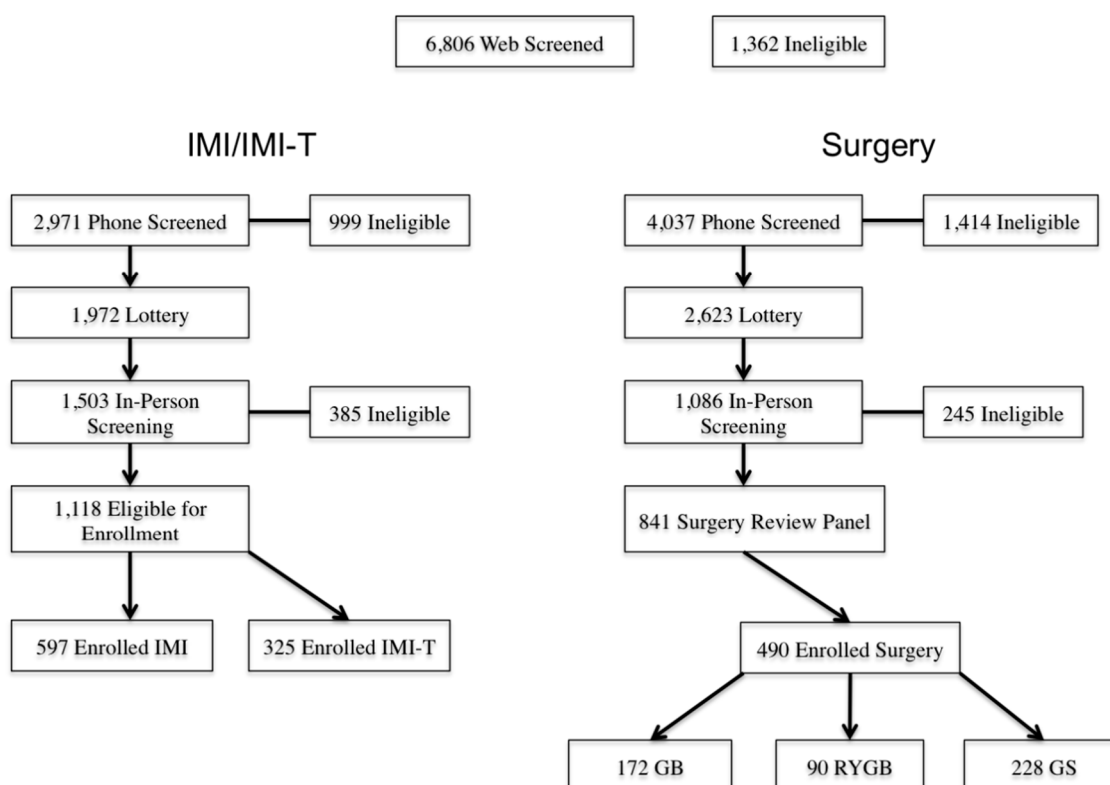 6,806 Web Screened
1,362 Ineligible
IMI/IMI-T
Surgery
2,971 Phone Screened
999 Ineligible
4,037 Phone Screened
1,414 Ineligible
1,972 Lottery
2,623 Lottery
1,503 In-Person
Screening
385 Ineligible
1,086 In-Person
Screening
245 Ineligible
1,118 Eligible for
Enrollment
841 Surgery Review Panel
597 Enrolled IMI
325 Enrolled IMI-T
490 Enrolled Surgery
172 GB
90 RYGB
228 GS